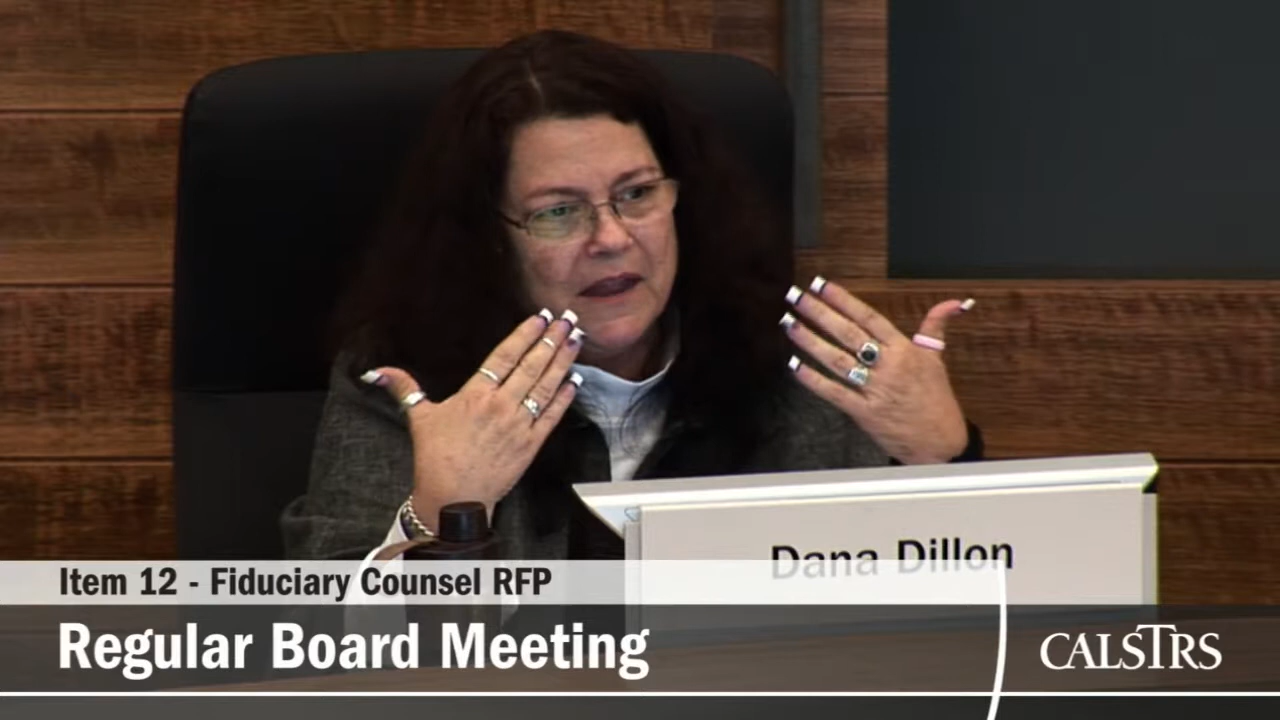 Dana Dillon
Item 12 - Fiduciary Counsel RFP
Regular Board Meeting
CALSTRS